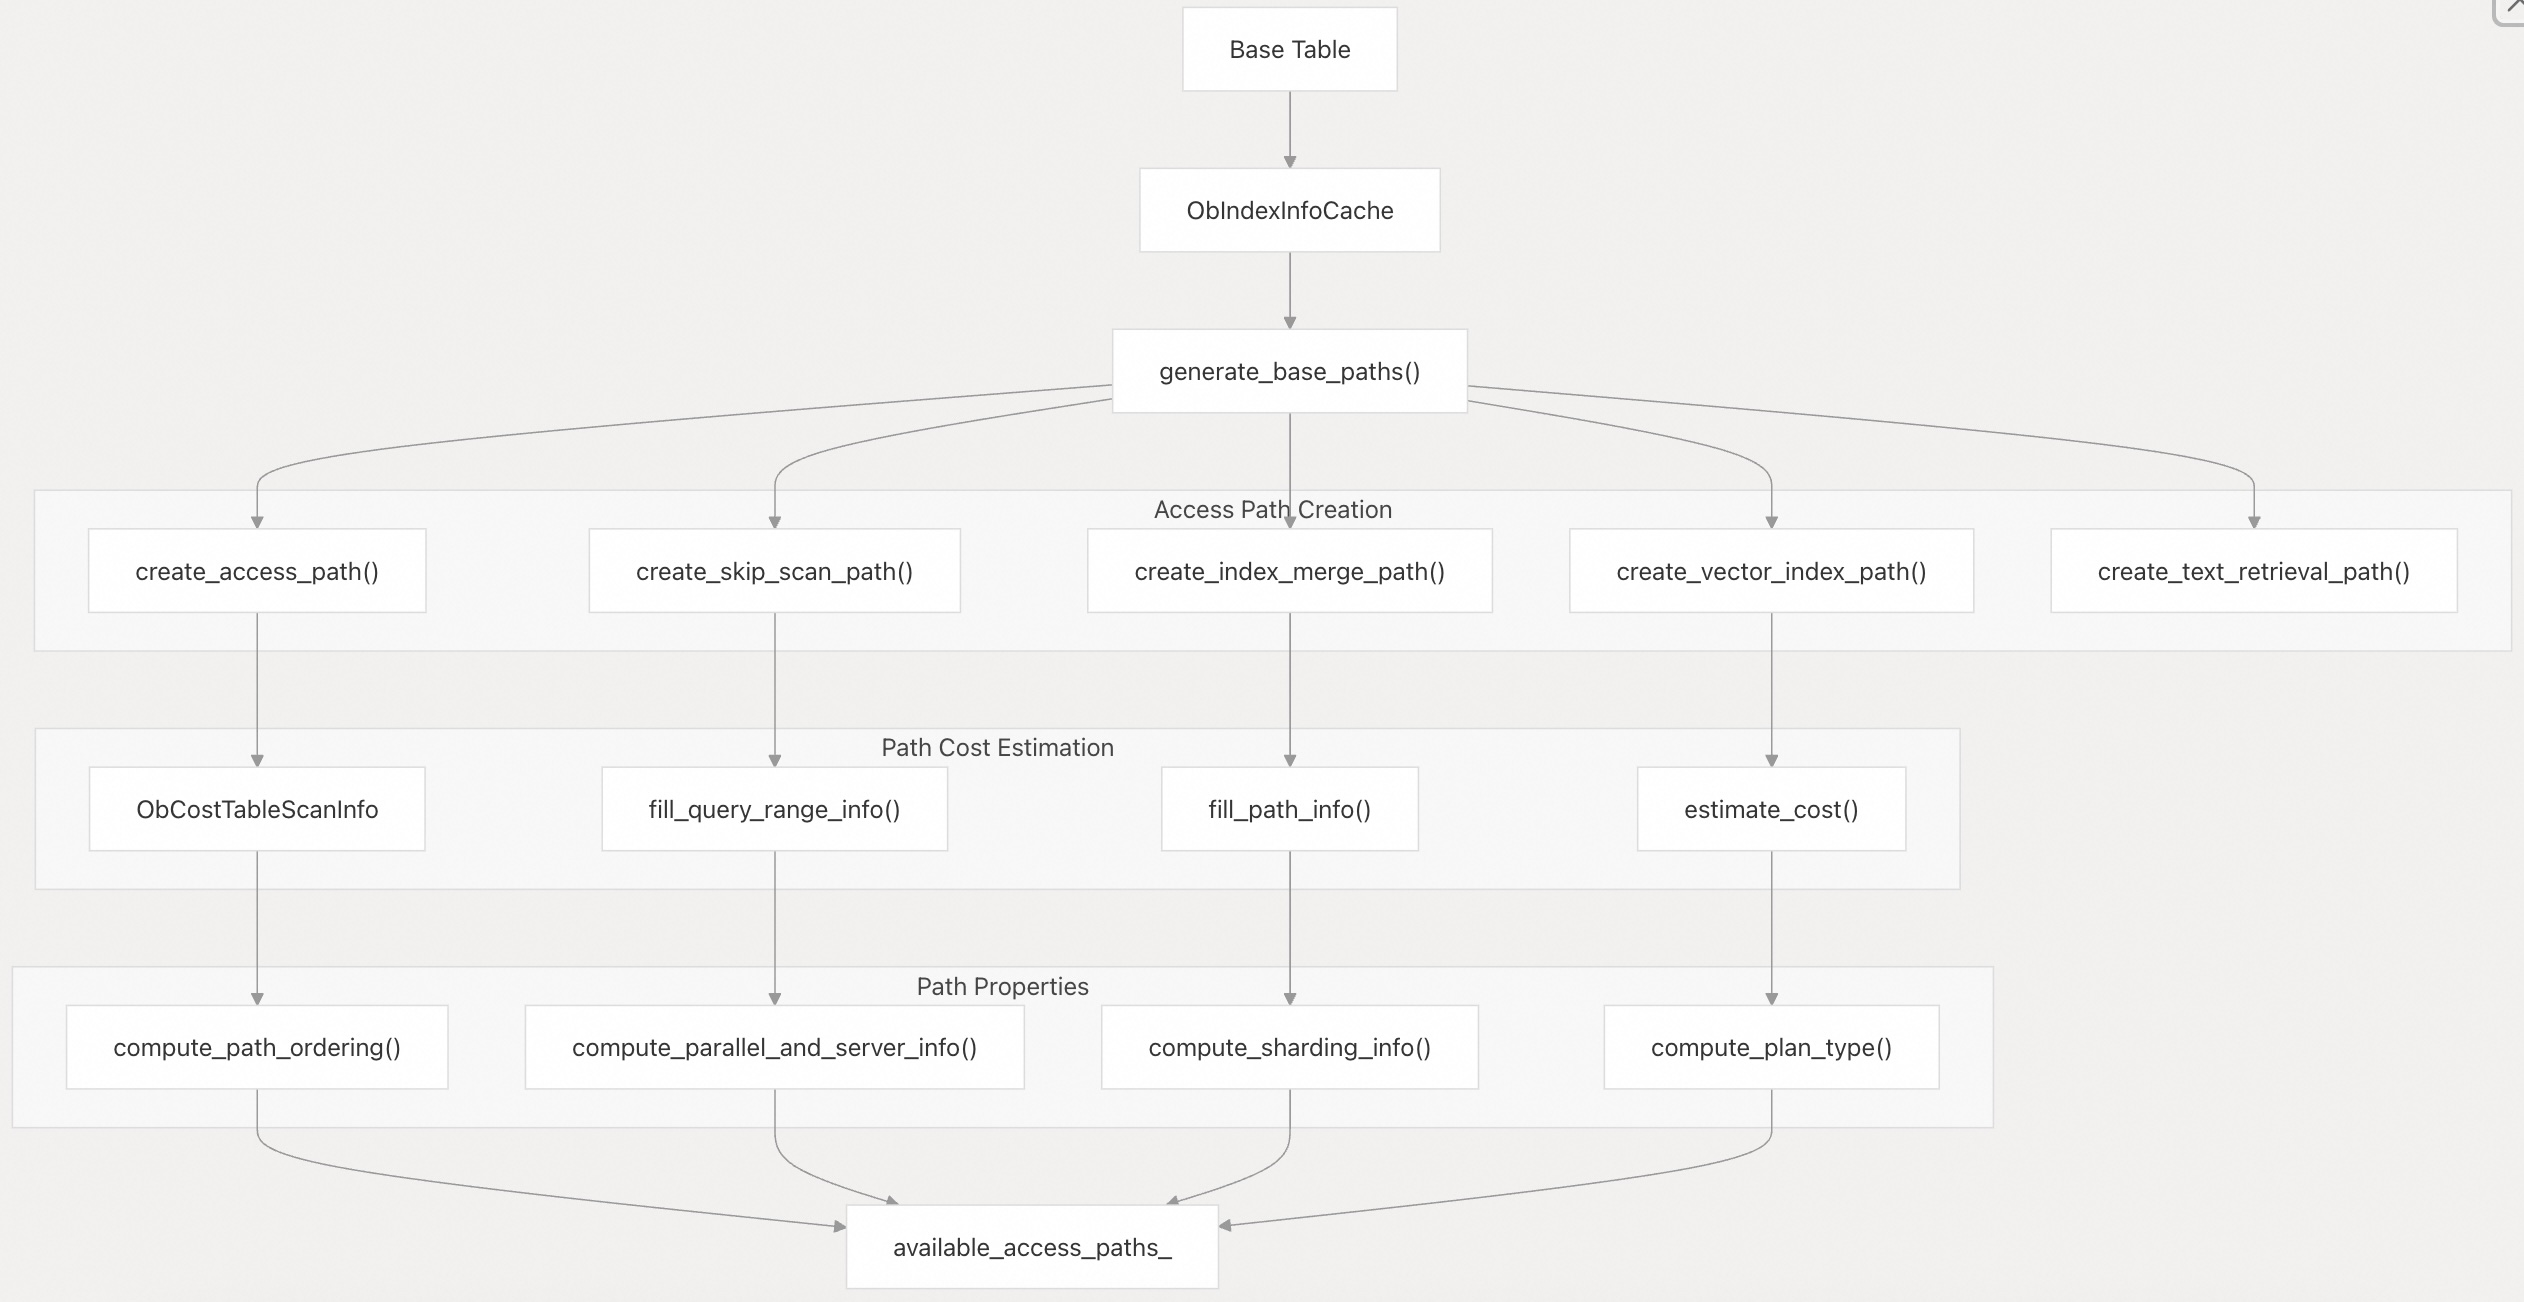 Base Table
ObIndexInfoCache
generate_base_paths()
Access Path Creation
create_access_path()
create_skip_scan_path()
create_index_merge_path()
create_vector_index_path()
create_text_retrieval_path()
Path Cost Estimation
ObCostTableScanInfo
fill_query_range_info()
fill_path_info()
estimate_cost()
Path Properties
compute_path_ordering()
compute_parallel_and_server_info()
compute_sharding_info()
compute_plan_type()
available_access_paths_